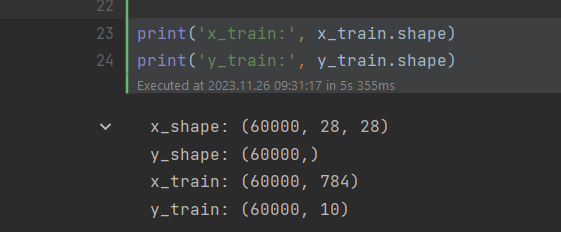 22
23 print('x_train:', x_train.shape)
24 print('y_train:', y_train.shape)
Executed at 2023.11.26 09:31:17 in 5s 355ms
x_shape: (60000, 28, 28)
y_shape: (60000,)
x_train: (60000, 784)
y_train: (60000, 10)